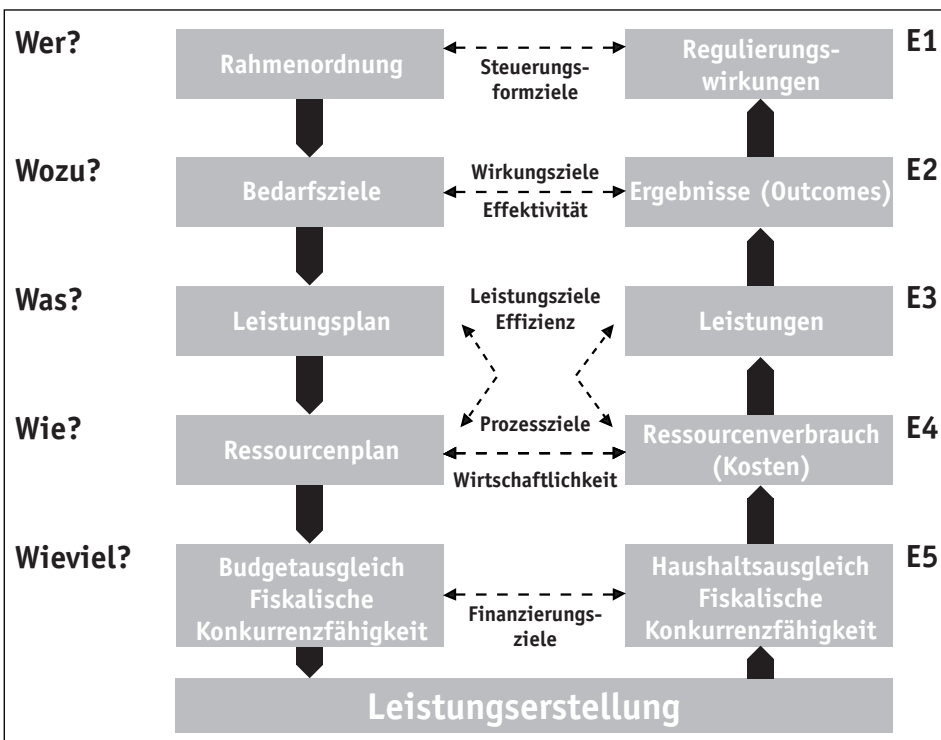 Wer?
Rahmenordnung
Steuerungs-
formziele
Regulierungs-
wirkungen
E1
Wozu?
Bedarfsziele
Wirkungsziele
Effektivität
Ergebnisse (Outcomes)
E2
Was?
Leistungsplan
Leistungsziele
Effizienz
Leistungen
E3
Wie?
Ressourcenplan
Prozessziele
Wirtschaftlichkeit
Ressourcenverbrauch
(Kosten)
E4
Wieviel?
Budgetausgleich
Fiskalische
Konkurrenzfähigkeit
Finanzierungs-
ziele
Haushaltsausgleich
Fiskalische
Konkurrenzfähigkeit
E5
Leistungserstellung